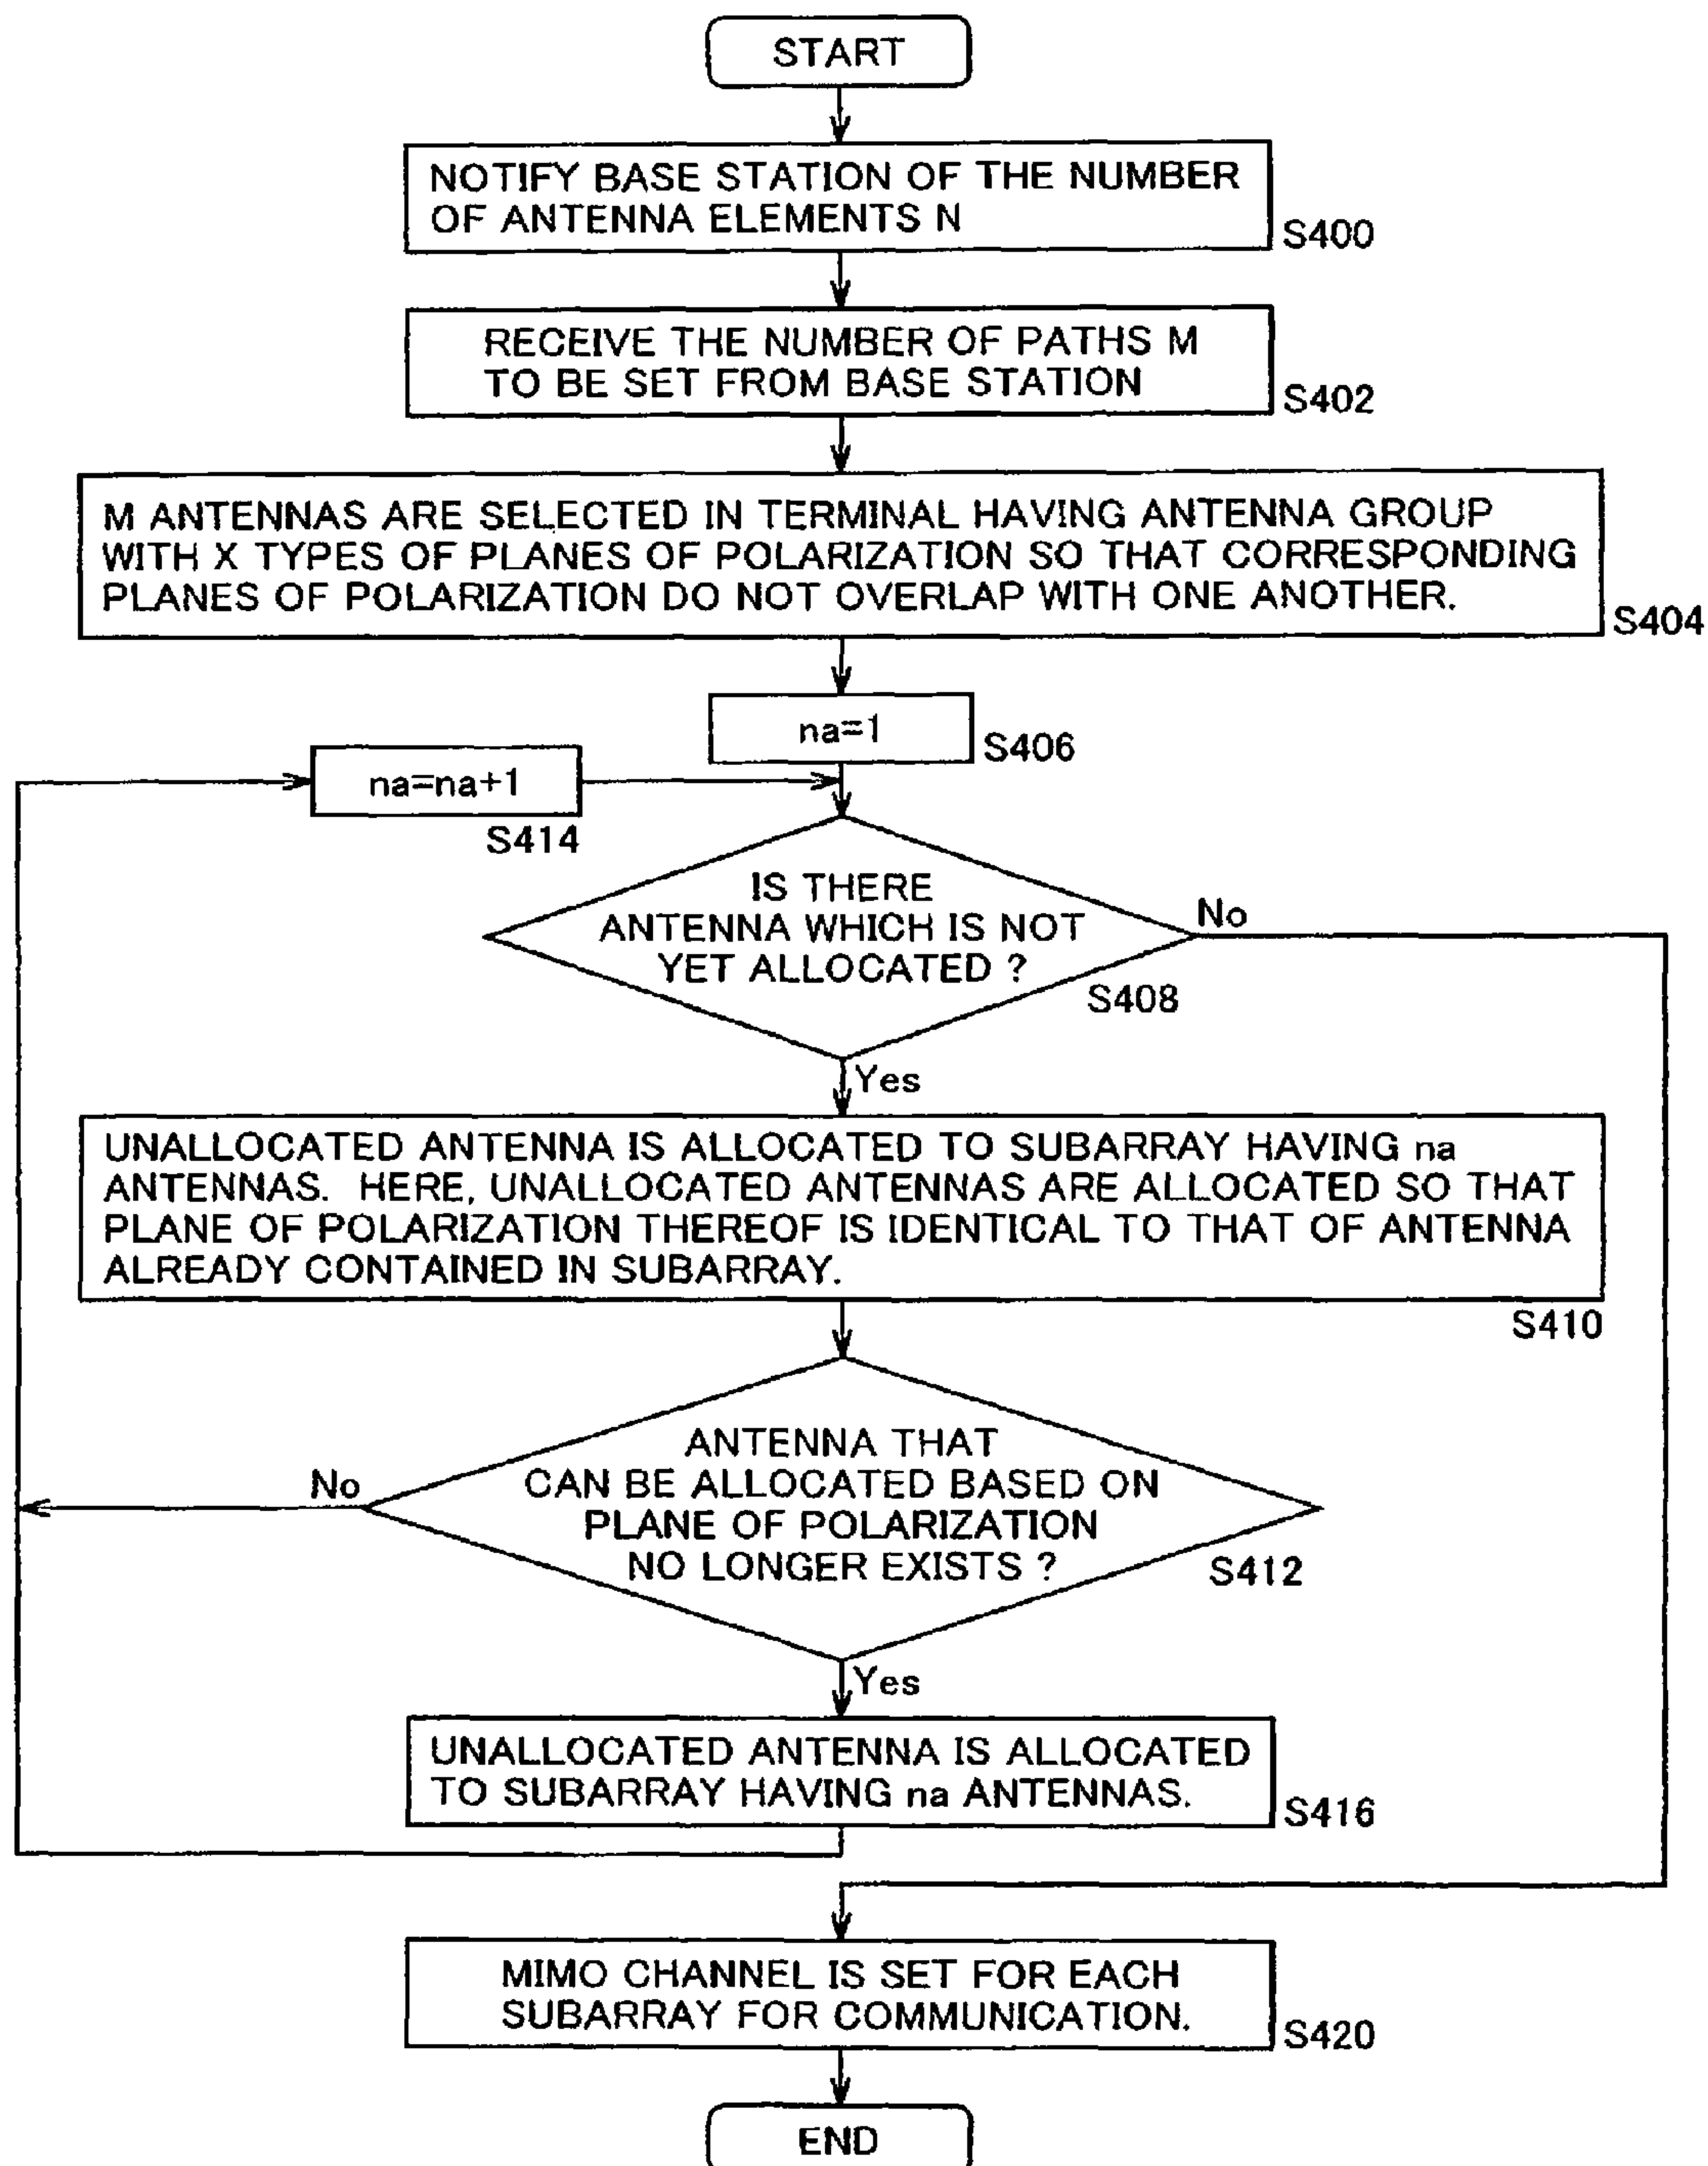 START
NOTIFY BASE STATION OF THE NUMBER
OF ANTENNA ELEMENTS N
S400
RECEIVE THE NUMBER OF PATHS M
TO BE SET FROM BASE STATION
S402
M ANTENNAS ARE SELECTED IN TERMINAL HAVING ANTENNA GROUP
WITH X TYPES OF PLANES OF POLARIZATION SO THAT CORRESPONDING
PLANES OF POLARIZATION DO NOT OVERLAP WITH ONE ANOTHER.
S404
na=1
S406
na=na+1
S414
IS THERE
ANTENNA WHICH IS NOT
YET ALLOCATED ?
No
S408
Yes
UNALLOCATED ANTENNA IS ALLOCATED TO SUBARRAY HAVING na
ANTENNAS. HERE, UNALLOCATED ANTENNAS ARE ALLOCATED SO THAT
PLANE OF POLARIZATION THEREOF IS IDENTICAL TO THAT OF ANTENNA
ALREADY CONTAINED IN SUBARRAY.
S410
ANTENNA THAT
CAN BE ALLOCATED BASED ON
PLANE OF POLARIZATION
NO LONGER EXISTS ?
No
S412
Yes
UNALLOCATED ANTENNA IS ALLOCATED
TO SUBARRAY HAVING na ANTENNAS.
S416
MIMO CHANNEL IS SET FOR EACH
SUBARRAY FOR COMMUNICATION.
S420
END